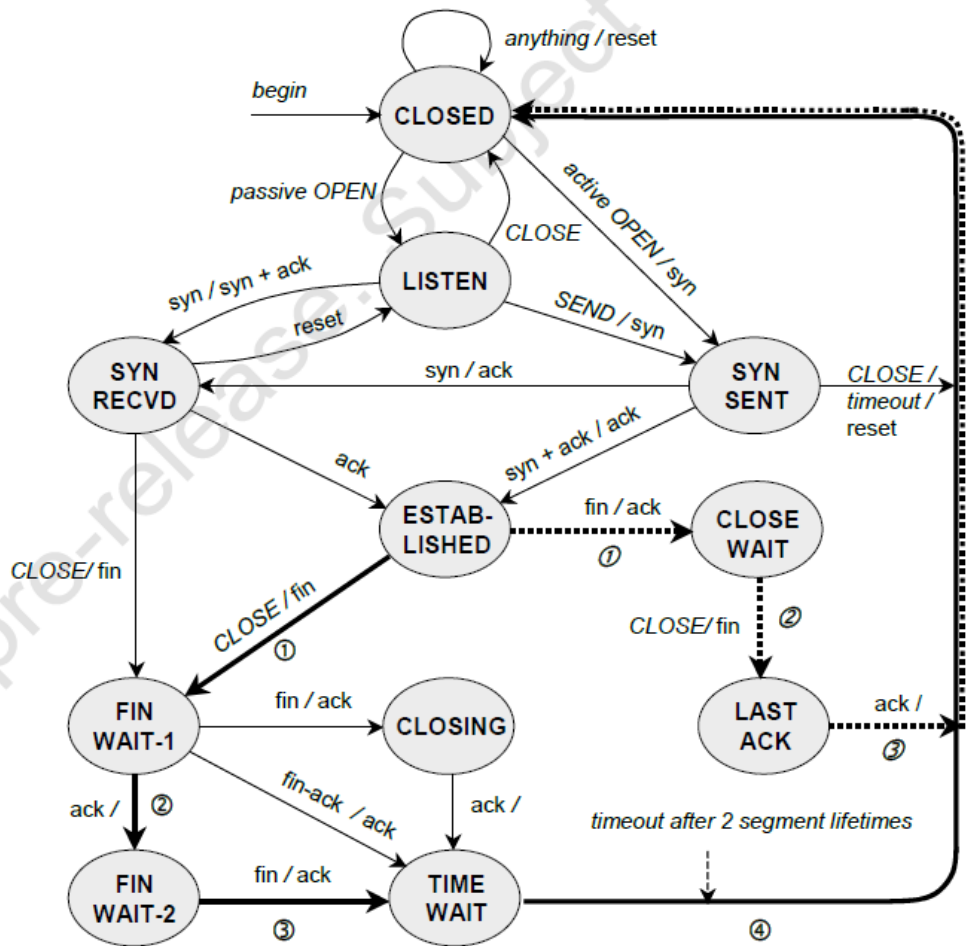 anything / reset
begin
CLOSED
passive OPEN
active OPEN / syn
CLOSE
LISTEN
syn / syn + ack
reset
SEND / syn
SYN
RECVD
syn / ack
SYN
SENT
CLOSE /
timeout /
reset
ack
syn + ack / ack
ESTAB-
LISHED
fin / ack
①
CLOSE
WAIT
CLOSE/ fin
CLOSE / fin
①
CLOSE/ fin
②
FIN
WAIT-1
fin / ack
CLOSING
LAST
ACK
ack /
③
ack /
②
fin-ack / ack
ack /
timeout after 2 segment lifetimes
FIN
WAIT-2
fin / ack
③
TIME
WAIT
④
pre-release. Subject